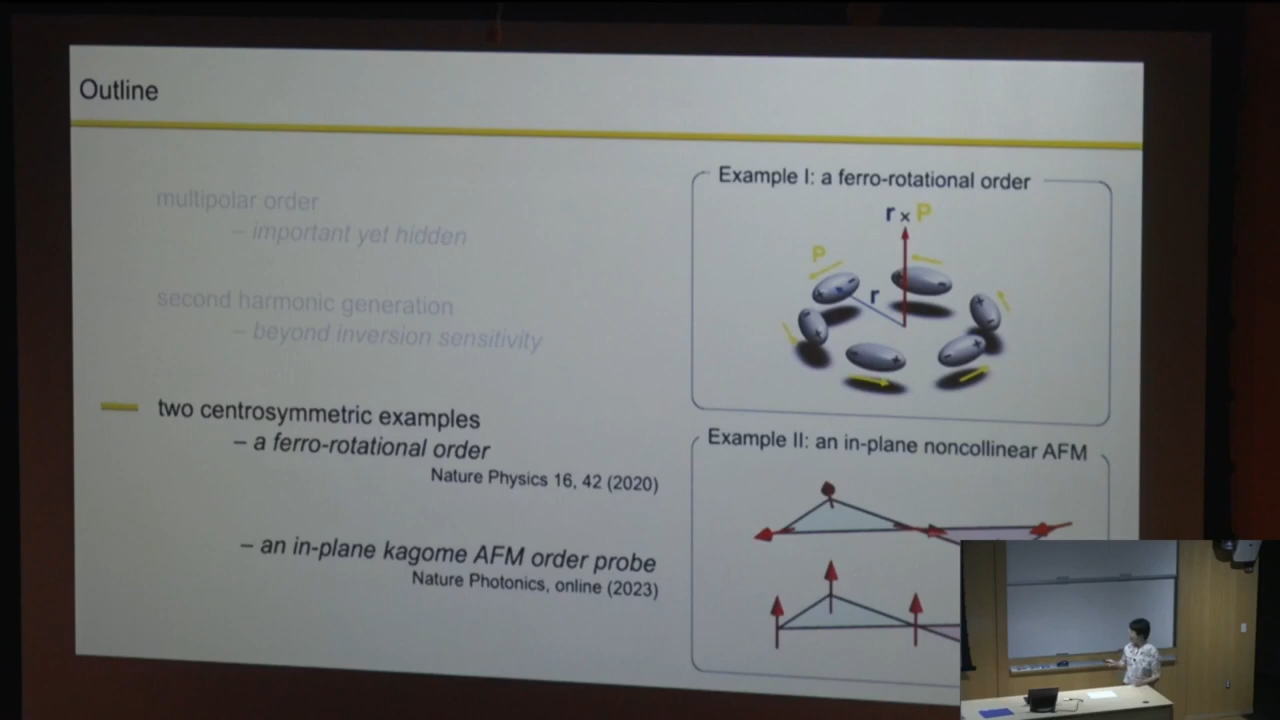 Outline
multipolar order
– important yet hidden
second harmonic generation
– beyond inversion sensitivity
two centrosymmetric examples
– a ferro-rotational order
Nature Physics 16, 42 (2020)
– an in-plane kagome AFM order probe
Nature Photonics, online (2023)
Example I: a ferro-rotational order
r × P
P
r
Example II: an in-plane noncollinear AFM